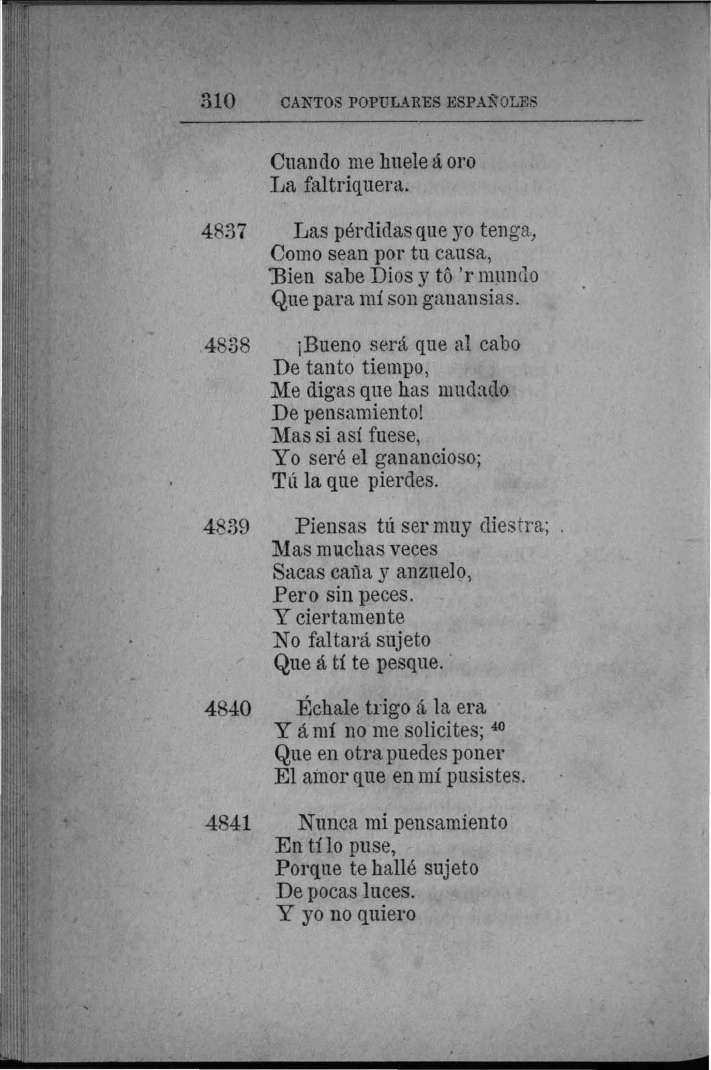 310 CANTOS POPULARES ESPAÑOLES
Cuando me huele á oro
La faltriquera.
4837 Las pérdidas que yo tenga,
Como sean por tu causa,
Bien sabe Dios y tô 'r mundo
Que para mí son ganansias.
4838 ¡Bueno será que al cabo
De tanto tiempo,
Me digas que has mudado
De pensamiento!
Mas si así fuese,
Yo seré el ganancioso;
Tú la que pierdes.
4839 Piensas tú ser muy diestra;
Mas muchas veces
Sacas caña y anzuelo,
Pero sin peces.
Y ciertamente
No faltará sujeto
Que á tí te pesque.
4840 Échale trigo á la era
Y á mí no me solicites; 40
Que en otra puedes poner
El amor que en mí pusistes.
4841 Nunca mi pensamiento
En tí lo puse,
Porque te hallé sujeto
De pocas luces.
Y yo no quiero